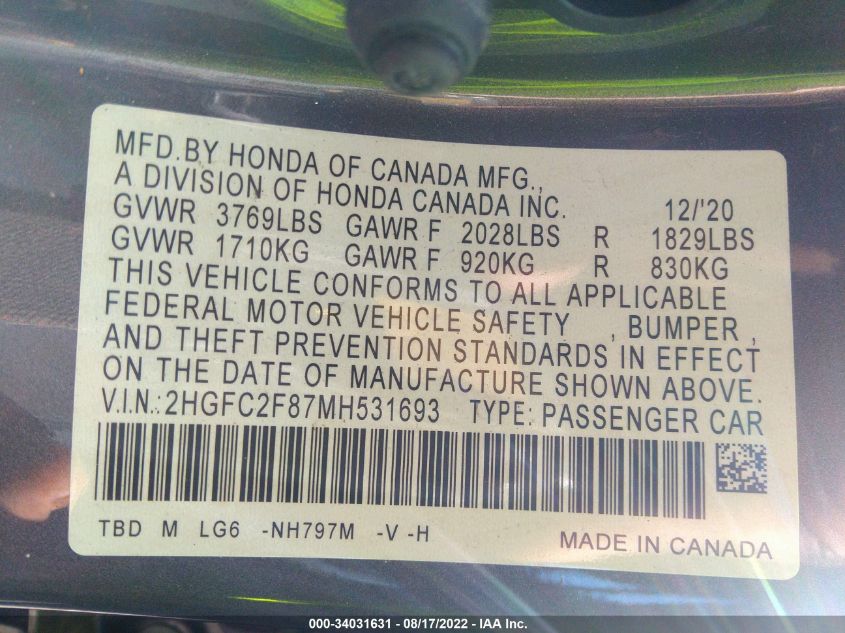 MFD.BY HONDA OF CANADA MFG.,
A DIVISION OF HONDA CANADA INC. 12/'20
GVWR 3769LBS GAWR F 2028LBS R 1829LBS
GVWR 1710KG GAWR F 920KG R 830KG
THIS VEHICLE CONFORMS TO ALL APPLICABLE
FEDERAL MOTOR VEHICLE SAFETY , BUMPER ,
AND THEFT PREVENTION STANDARDS IN EFFECT
ON THE DATE OF MANUFACTURE SHOWN ABOVE.
V.I.N.:2HGFC2F87MH531693 TYPE: PASSENGER CAR
TBD M LG6 -NH797M -V -H MADE IN CANADA
000-34031631 - 08/17/2022 - IAA Inc.